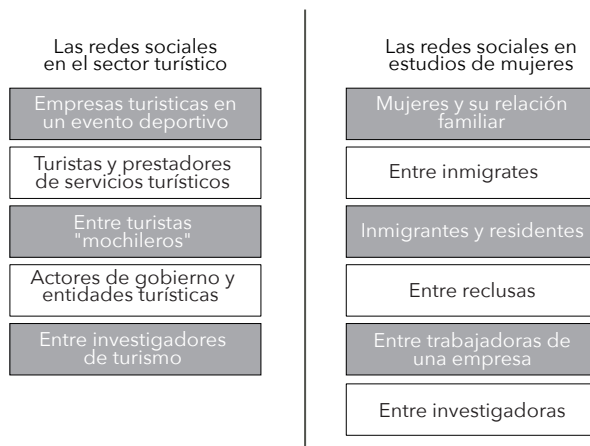 Las redes sociales
en el sector turístico
Empresas turisticas en
un evento deportivo
Turistas y prestadores
de servicios turísticos
Entre turistas
"mochileros"
Actores de gobierno y
entidades turísticas
Entre investigadores
de turismo
Las redes sociales en
estudios de mujeres
Mujeres y su relación
familiar
Entre inmigrates
Inmigrantes y residentes
Entre reclusas
Entre trabajadoras de
una empresa
Entre investigadoras